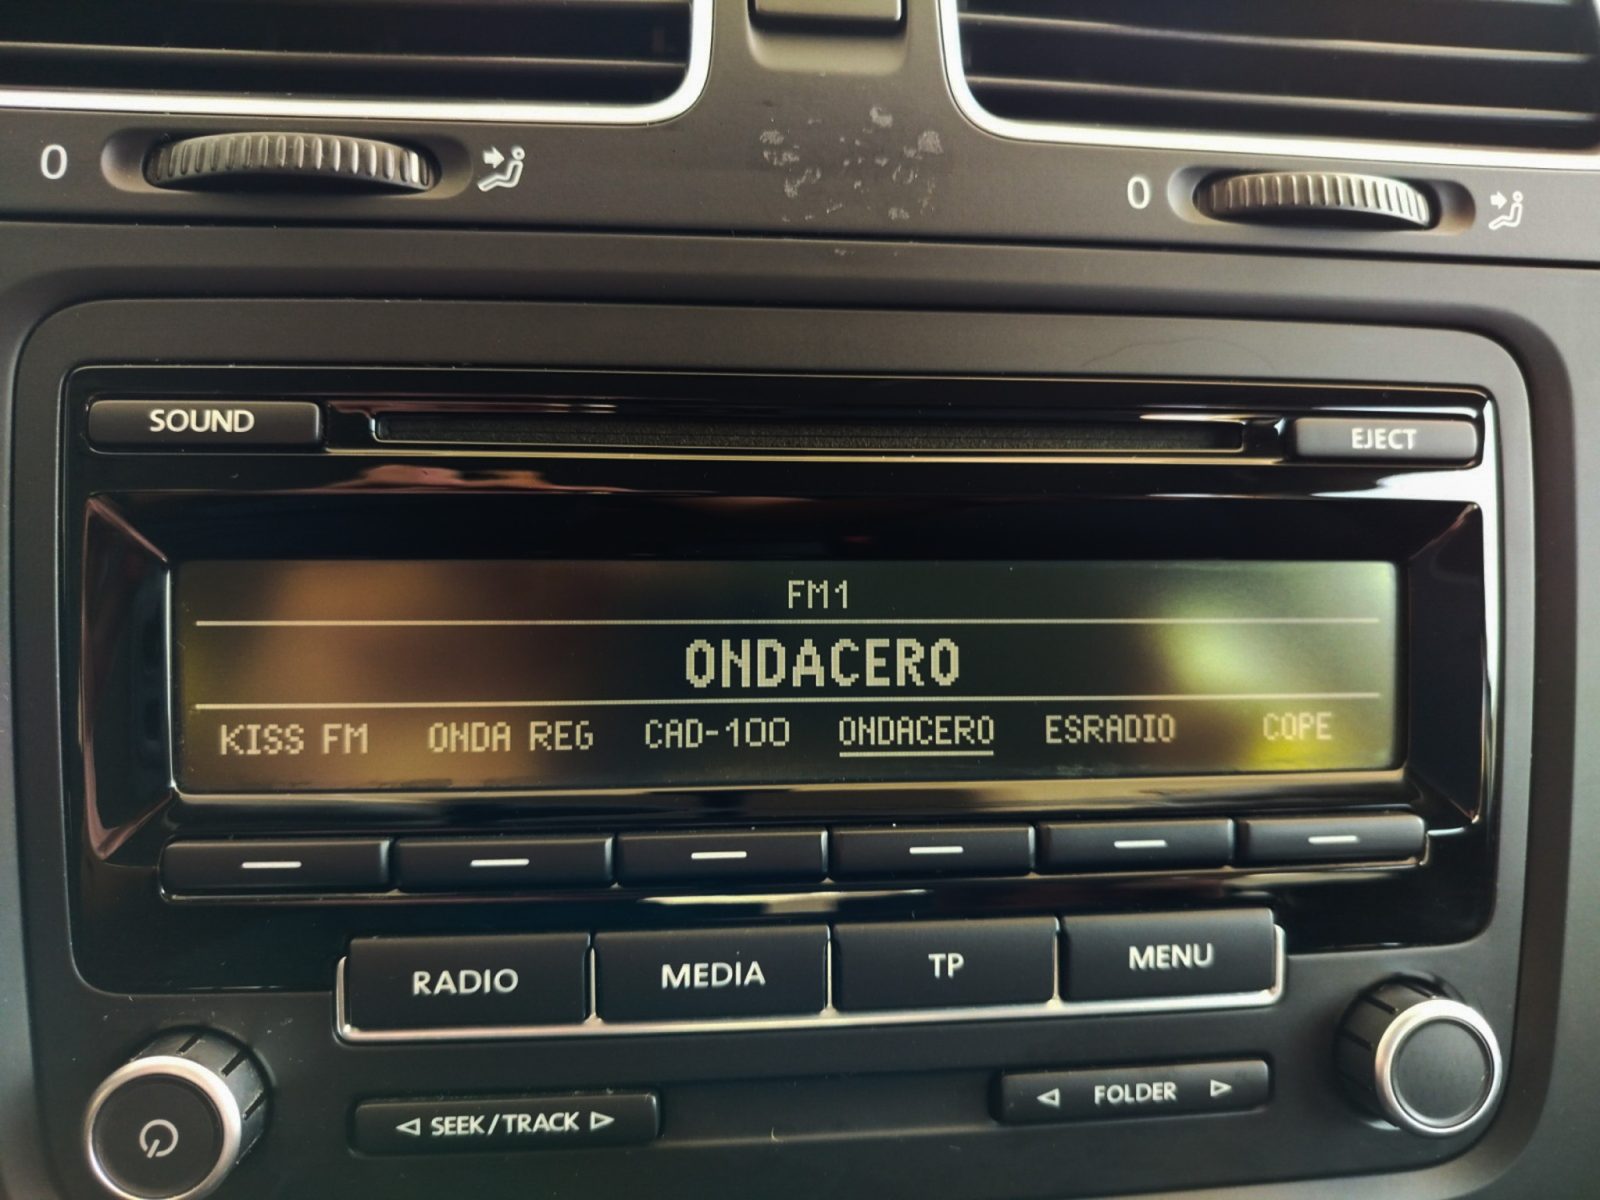 0 0
SOUND EJECT
FM1
ONDACERO
KISS FM ONDA REG CAD-100 ONDACERO ESRADIO COPE
RADIO MEDIA TP MENU
SEEK/TRACK FOLDER